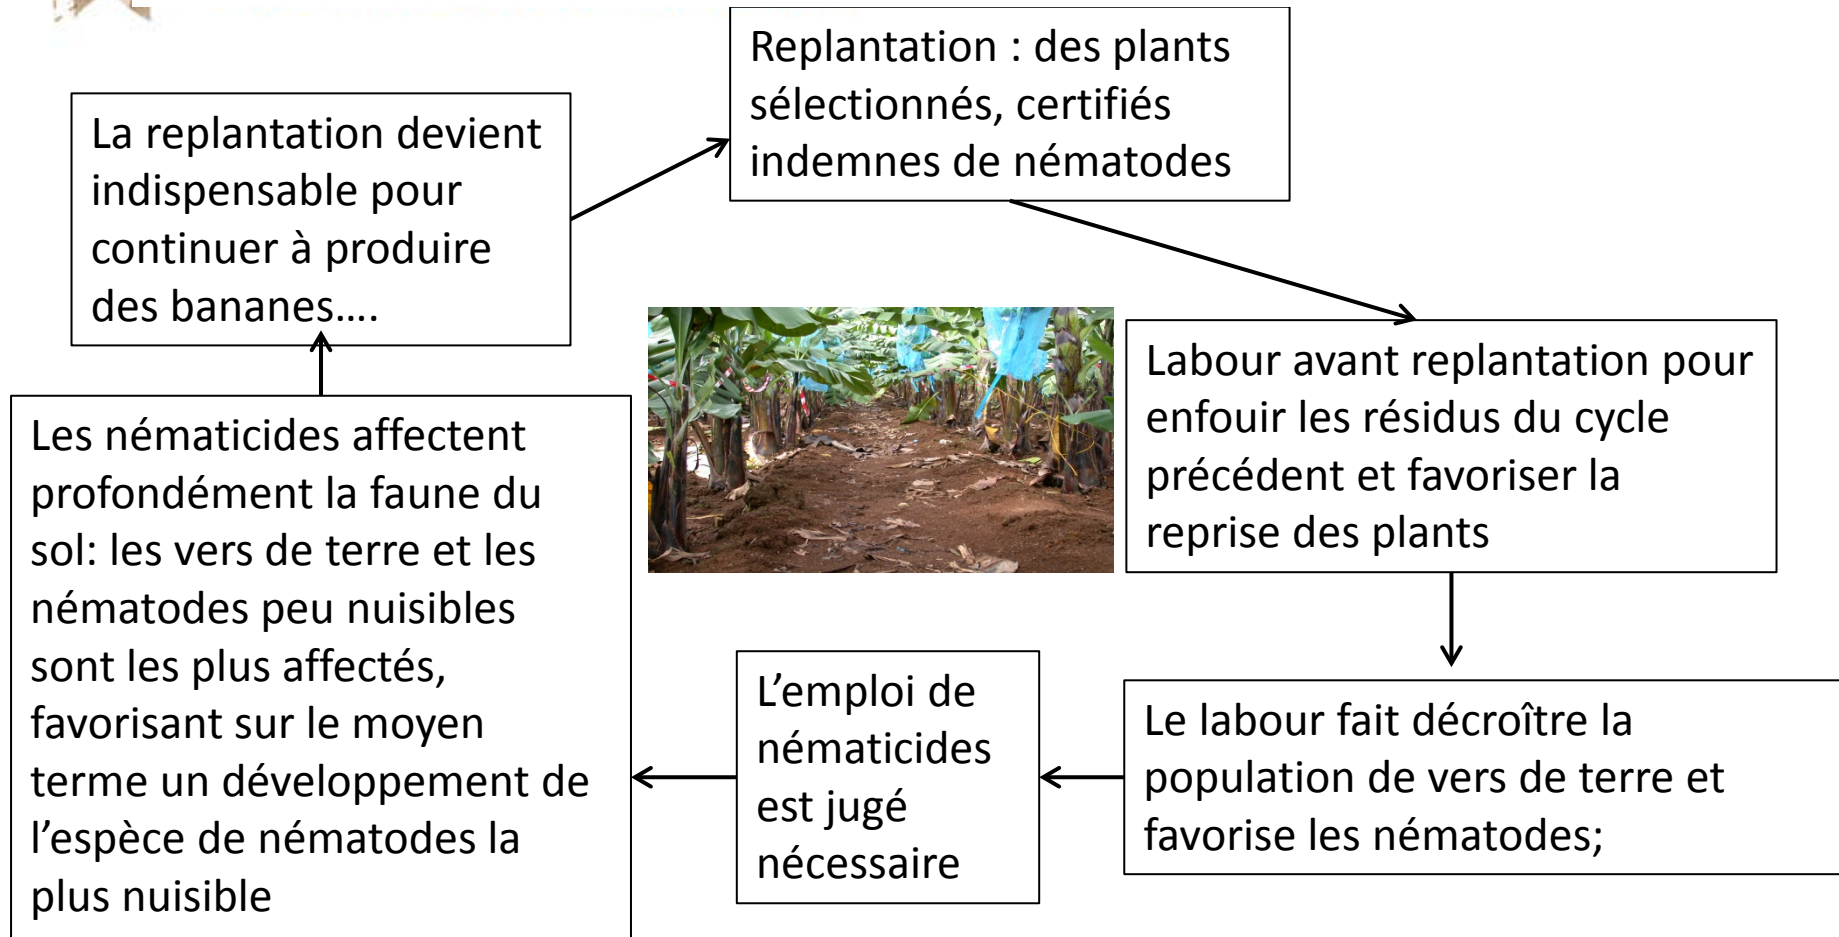 Replantation : des plants
sélectionnés, certifiés
indemnes de nématodes
La replantation devient
indispensable pour
continuer à produire
des bananes....
Labour avant replantation pour
enfouir les résidus du cycle
précédent et favoriser la
reprise des plants
Les nématicides affectent
profondément la faune du
sol: les vers de terre et les
nématodes peu nuisibles
sont les plus affectés,
favorisant sur le moyen
terme un développement de
l’espèce de nématodes la
plus nuisible
L’emploi de
nématicides
est jugé
nécessaire
Le labour fait décroître la
population de vers de terre et
favorise les nématodes;